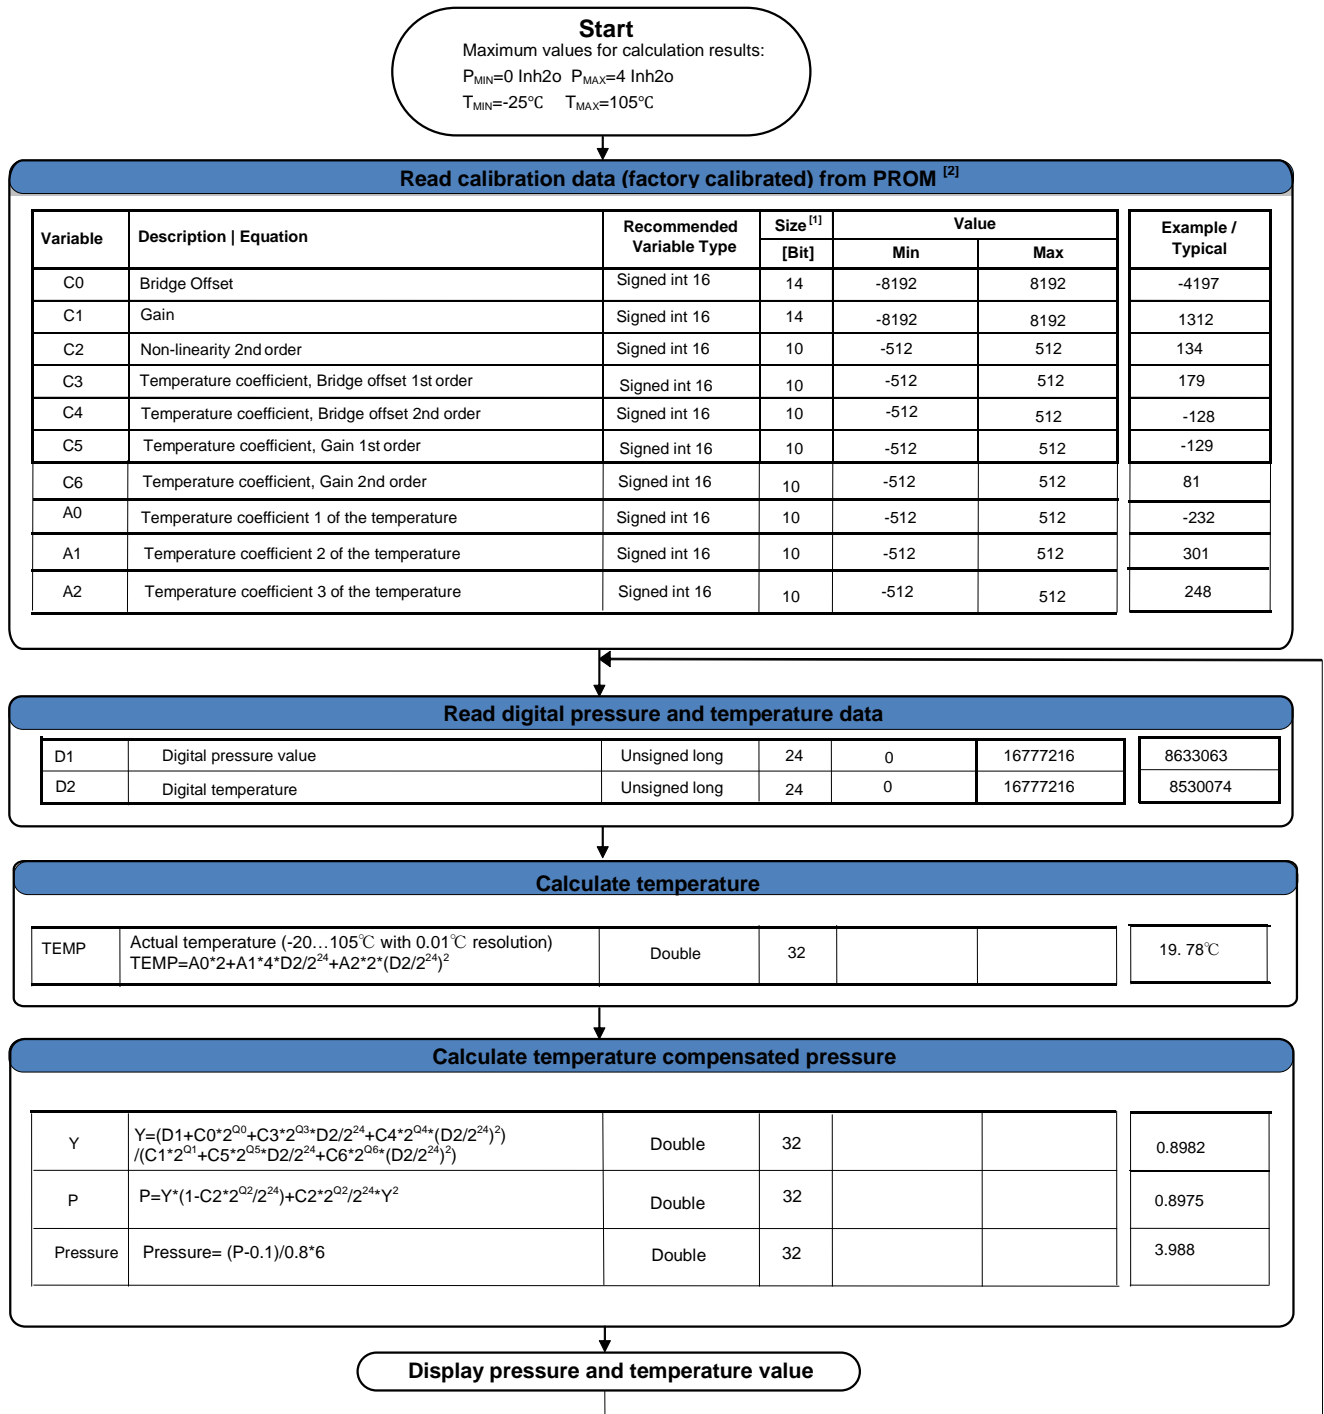 Start
Maximum values for calculation results:
PMIN=0 Inh2o PMAX=4 Inh2o
TMIN=-25℃ TMAX=105℃
Read calibration data (factory calibrated) from PROM [2]
Variable Description | Equation Recommended Variable Type Size[1] [Bit] Value Min Max Example / Typical
C0 Bridge Offset Signed int 16 14 -8192 8192 -4197
C1 Gain Signed int 16 14 -8192 8192 1312
C2 Non-linearity 2nd order Signed int 16 10 -512 512 134
C3 Temperature coefficient, Bridge offset 1st order Signed int 16 10 -512 512 179
C4 Temperature coefficient, Bridge offset 2nd order Signed int 16 10 -512 512 -128
C5 Temperature coefficient, Gain 1st order Signed int 16 10 -512 512 -129
C6 Temperature coefficient, Gain 2nd order Signed int 16 10 -512 512 81
A0 Temperature coefficient 1 of the temperature Signed int 16 10 -512 512 -232
A1 Temperature coefficient 2 of the temperature Signed int 16 10 -512 512 301
A2 Temperature coefficient 3 of the temperature Signed int 16 10 -512 512 248
Read digital pressure and temperature data
D1 Digital pressure value Unsigned long 24 0 16777216 8633063
D2 Digital temperature Unsigned long 24 0 16777216 8530074
Calculate temperature
TEMP Actual temperature (-20…105℃ with 0.01℃ resolution)
TEMP=A0*2+A1*4*D2/2^24+A2*2*(D2/2^24)^2 Double 32 19. 78℃
Calculate temperature compensated pressure
Y Y=(D1+C0*2^Q0+C3*2^Q3*D2/2^24+C4*2^Q4*(D2/2^24)^2)
/(C1*2^Q1+C5*2^Q5*D2/2^24+C6*2^Q6*(D2/2^24)^2) Double 32 0.8982
P P=Y*(1-C2*2^Q2/2^24)+C2*2^Q2/2^24*Y^2 Double 32 0.8975
Pressure Pressure= (P-0.1)/0.8*6 Double 32 3.988
Display pressure and temperature value